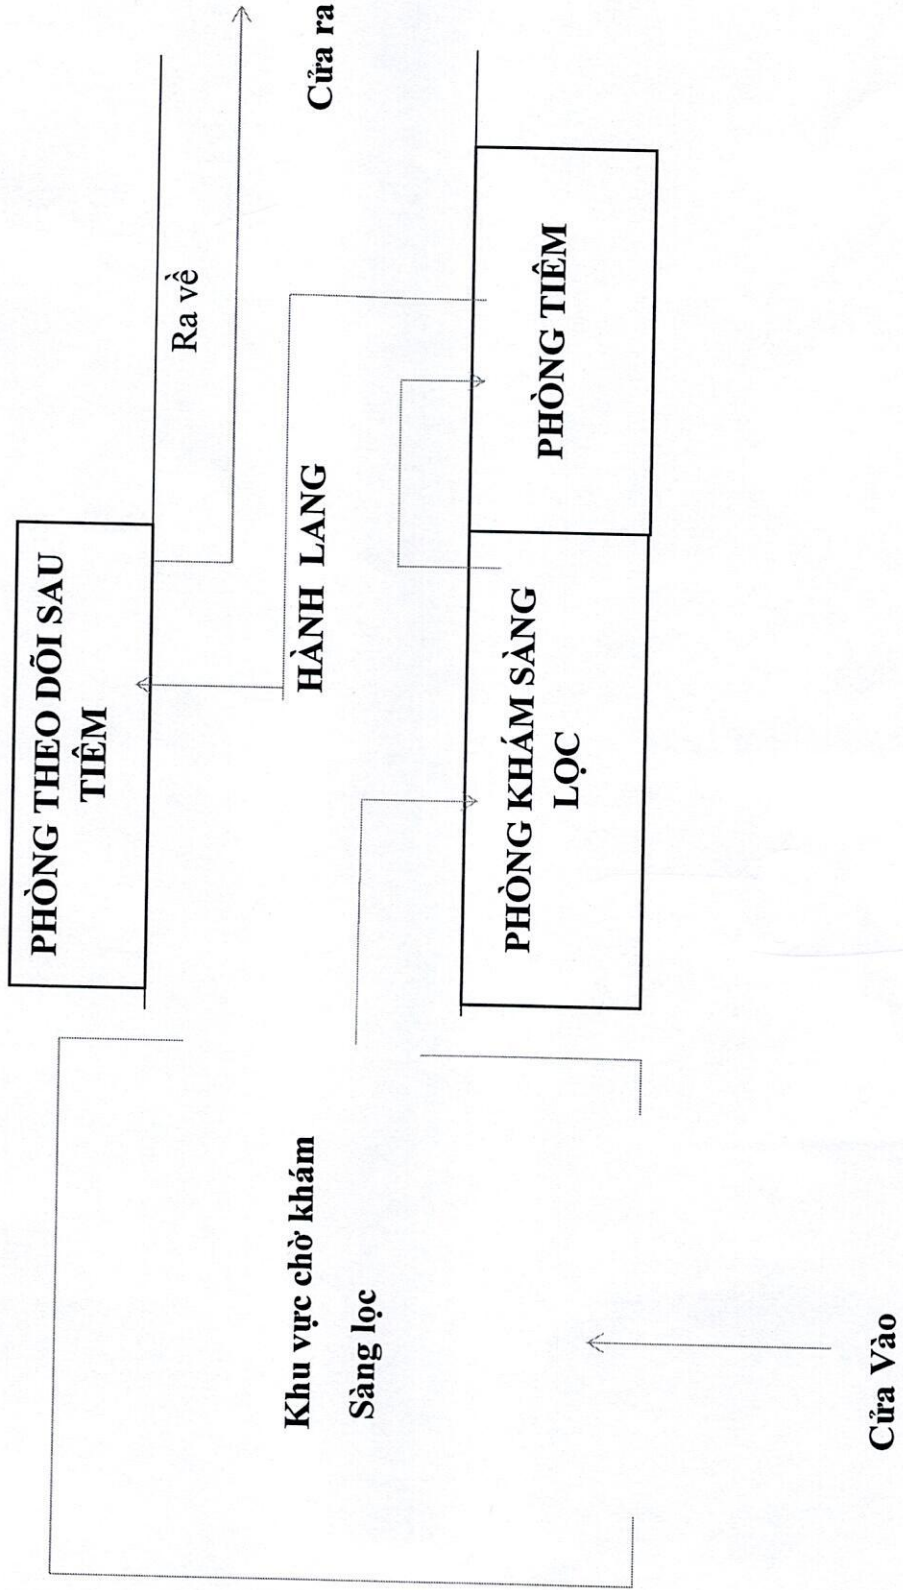 PHÒNG THEO DÕI SAU
TIÊM
Ra về
Cửa ra
HÀNH LANG
Khu vực chờ khám
Sàng lọc
PHÒNG KHÁM SÀNG
LỌC
PHÒNG TIÊM
Cửa Vào